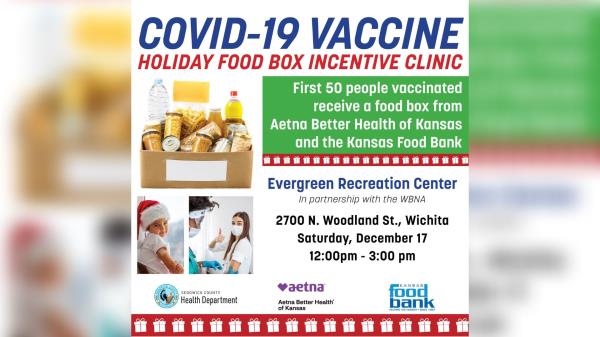 COVID-19 VACCINE
HOLIDAY FOOD BOX INCENTIVE CLINIC
First 50 people vaccinated
receive a food box from
Aetna Better Health of Kansas
and the Kansas Food Bank
Evergreen Recreation Center
In partnership with the WBNA
2700 N. Woodland St., Wichita
Saturday, December 17
12:00pm - 3:00 pm
SEDGWICK COUNTY
Health Department
aetna
Aetna Better Health®
of Kansas
KANSAS
food
bank